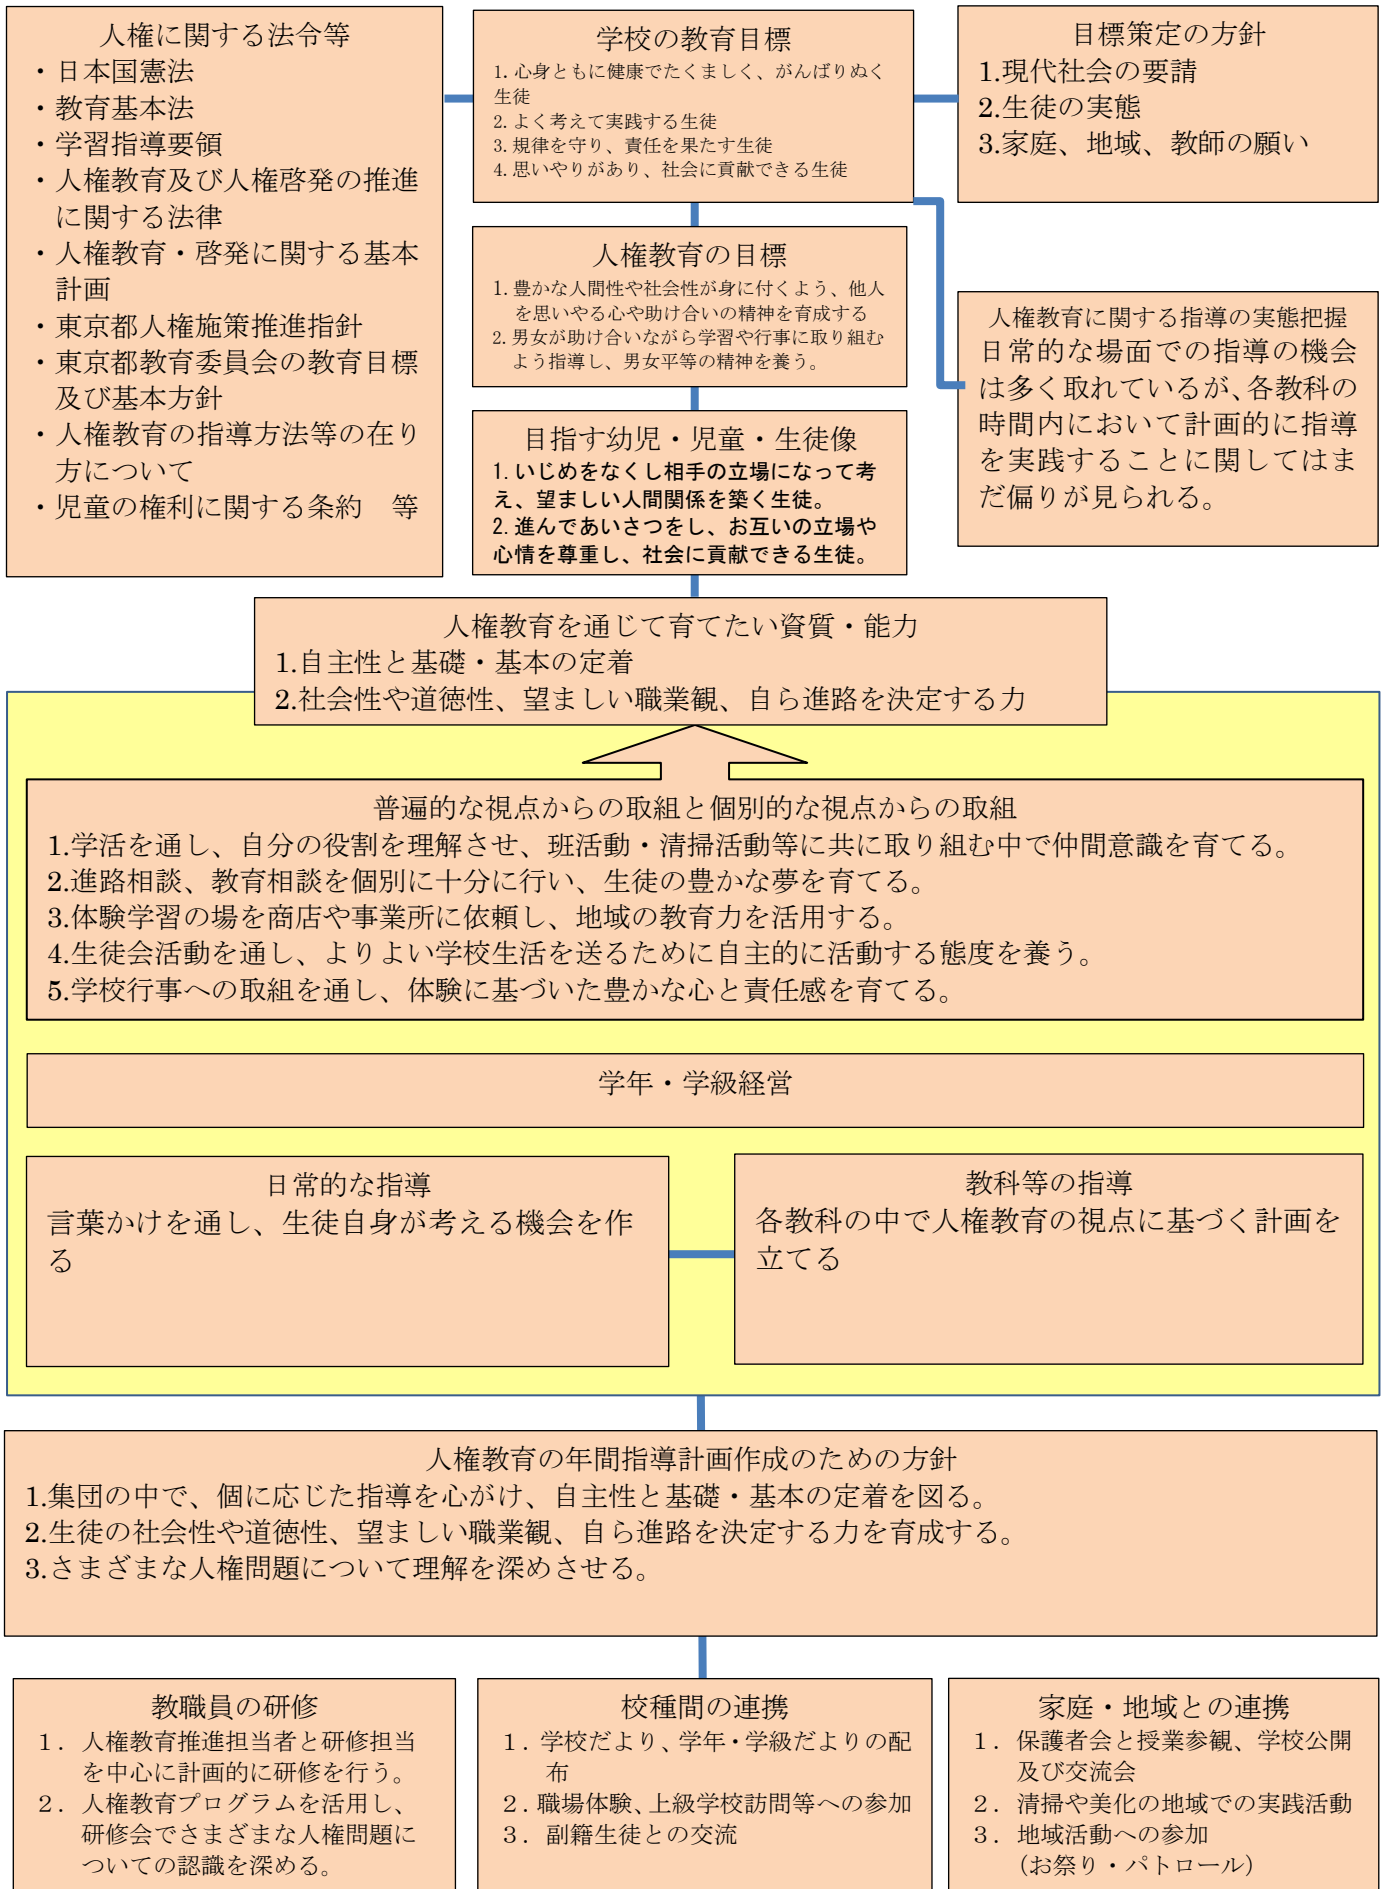 人権に関する法令等
・日本国憲法
・教育基本法
・学習指導要領
・人権教育及び人権啓発の推進
に関する法律
・人権教育・啓発に関する基本
計画
・東京都人権施策推進指針
・東京都教育委員会の教育目標
及び基本方針
・人権教育の指導方法等の在り
方について
・児童の権利に関する条約　等
学校の教育目標
1. 心身ともに健康でたくましく、がんばりぬく
生徒
2. よく考えて実践する生徒
3. 規律を守り、責任を果たす生徒
4. 思いやりがあり、社会に貢献できる生徒
目標策定の方針
1.現代社会の要請
2.生徒の実態
3.家庭、地域、教師の願い
人権教育の目標
1. 豊かな人間性や社会性が身に付くよう、他人
を思いやる心や助け合いの精神を育成する
2. 男女が助け合いながら学習や行事に取り組む
よう指導し、男女平等の精神を養う。
人権教育に関する指導の実態把握
日常的な場面での指導の機会
は多く取れているが、各教科の
時間内において計画的に指導
を実践することに関してはま
だ偏りが見られる。
目指す幼児・児童・生徒像
1. いじめをなくし相手の立場になって考
え、望ましい人間関係を築く生徒。
2. 進んであいさつをし、お互いの立場や
心情を尊重し、社会に貢献できる生徒。
人権教育を通じて育てたい資質・能力
1.自主性と基礎・基本の定着
2.社会性や道徳性、望ましい職業観、自ら進路を決定する力
普遍的な視点からの取組と個別的な視点からの取組
1.学活を通し、自分の役割を理解させ、班活動・清掃活動等に共に取り組む中で仲間意識を育てる。
2.進路相談、教育相談を個別に十分に行い、生徒の豊かな夢を育てる。
3.体験学習の場を商店や事業所に依頼し、地域の教育力を活用する。
4.生徒会活動を通し、よりよい学校生活を送るために自主的に活動する態度を養う。
5.学校行事への取組を通し、体験に基づいた豊かな心と責任感を育てる。
学年・学級経営
日常的な指導
言葉かけを通し、生徒自身が考える機会を作
る
教科等の指導
各教科の中で人権教育の視点に基づく計画を
立てる
人権教育の年間指導計画作成のための方針
1.集団の中で、個に応じた指導を心がけ、自主性と基礎・基本の定着を図る。
2.生徒の社会性や道徳性、望ましい職業観、自ら進路を決定する力を育成する。
3.さまざまな人権問題について理解を深めさせる。
教職員の研修
１．人権教育推進担当者と研修担当
を中心に計画的に研修を行う。
２．人権教育プログラムを活用し、
研修会でさまざまな人権問題に
ついての認識を深める。
校種間の連携
１．学校だより、学年・学級だよりの配
布
２．職場体験、上級学校訪問等への参加
３．副籍生徒との交流
家庭・地域との連携
１．保護者会と授業参観、学校公開
及び交流会
２．清掃や美化の地域での実践活動
３．地域活動への参加
（お祭り・パトロール）